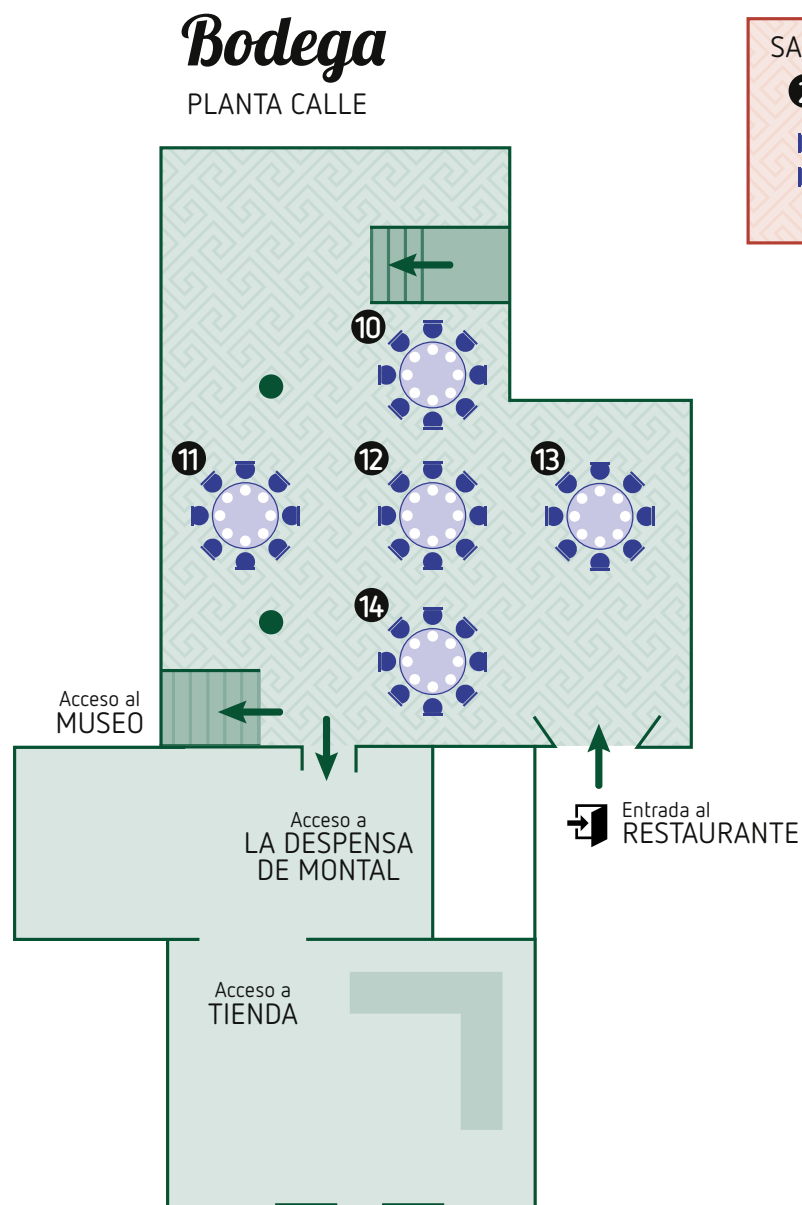 Bodega
PLANTA CALLE
10
11
12
13
14
Acceso al
MUSEO
Acceso a
LA DESPENSA
DE MONTAL
Entrada al
RESTAURANTE
Acceso a
TIENDA